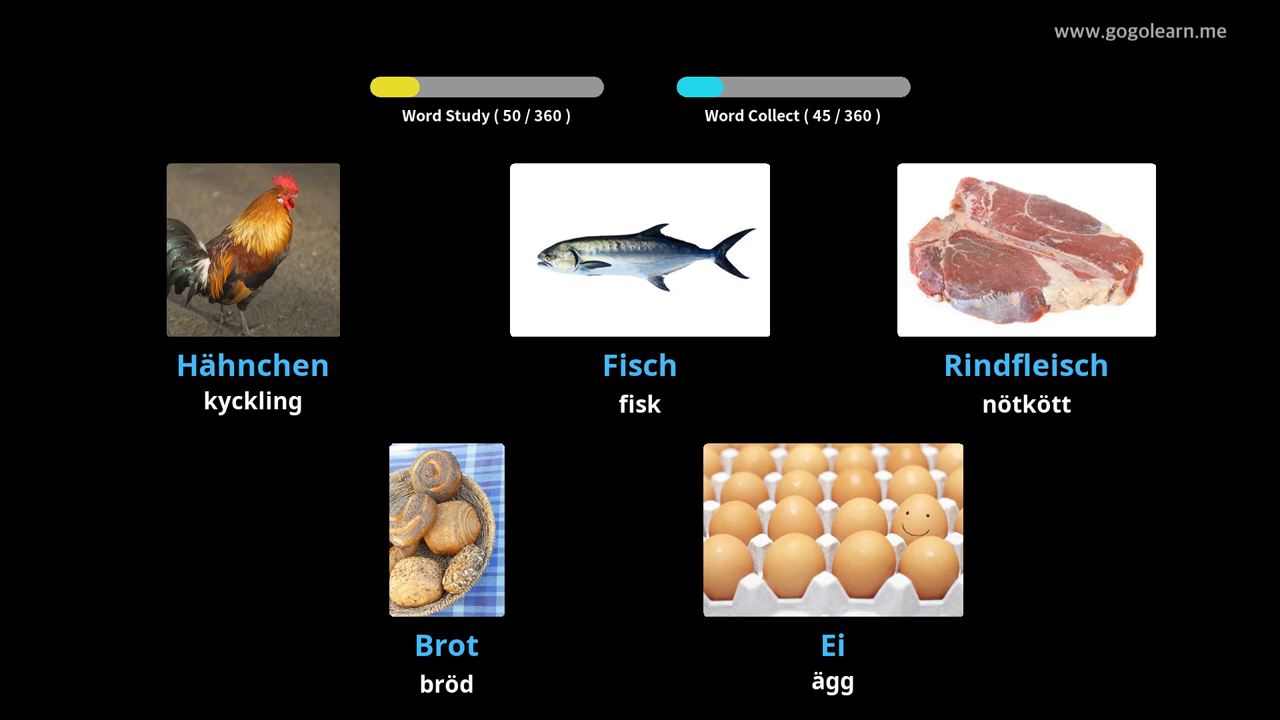 www.gogolearn.me
Word Study ( 50 / 360 )
Word Collect ( 45 / 360 )
Hähnchen
kyckling
Fisch
fisk
Rindfleisch
nötkött
Brot
bröd
Ei
ägg